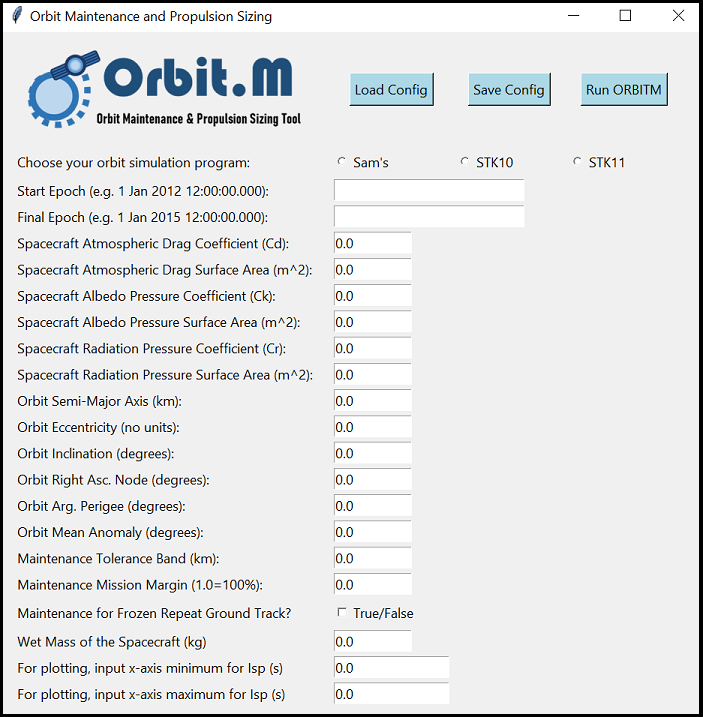 Orbit Maintenance and Propulsion Sizing
Orbit.M
Orbit Maintenance & Propulsion Sizing Tool
Load Config Save Config Run ORBITM
Choose your orbit simulation program: Sam's STK10 STK11
Start Epoch (e.g. 1 Jan 2012 12:00:00.000):
Final Epoch (e.g. 1 Jan 2015 12:00:00.000):
Spacecraft Atmospheric Drag Coefficient (Cd): 0.0
Spacecraft Atmospheric Drag Surface Area (m^2): 0.0
Spacecraft Albedo Pressure Coefficient (Ck): 0.0
Spacecraft Albedo Pressure Surface Area (m^2): 0.0
Spacecraft Radiation Pressure Coefficient (Cr): 0.0
Spacecraft Radiation Pressure Surface Area (m^2): 0.0
Orbit Semi-Major Axis (km): 0.0
Orbit Eccentricity (no units): 0.0
Orbit Inclination (degrees): 0.0
Orbit Right Asc. Node (degrees): 0.0
Orbit Arg. Perigee (degrees): 0.0
Orbit Mean Anomaly (degrees): 0.0
Maintenance Tolerance Band (km): 0.0
Maintenance Mission Margin (1.0=100%): 0.0
Maintenance for Frozen Repeat Ground Track? True/False
Wet Mass of the Spacecraft (kg) 0.0
For plotting, input x-axis minimum for Isp (s) 0.0
For plotting, input x-axis maximum for Isp (s) 0.0